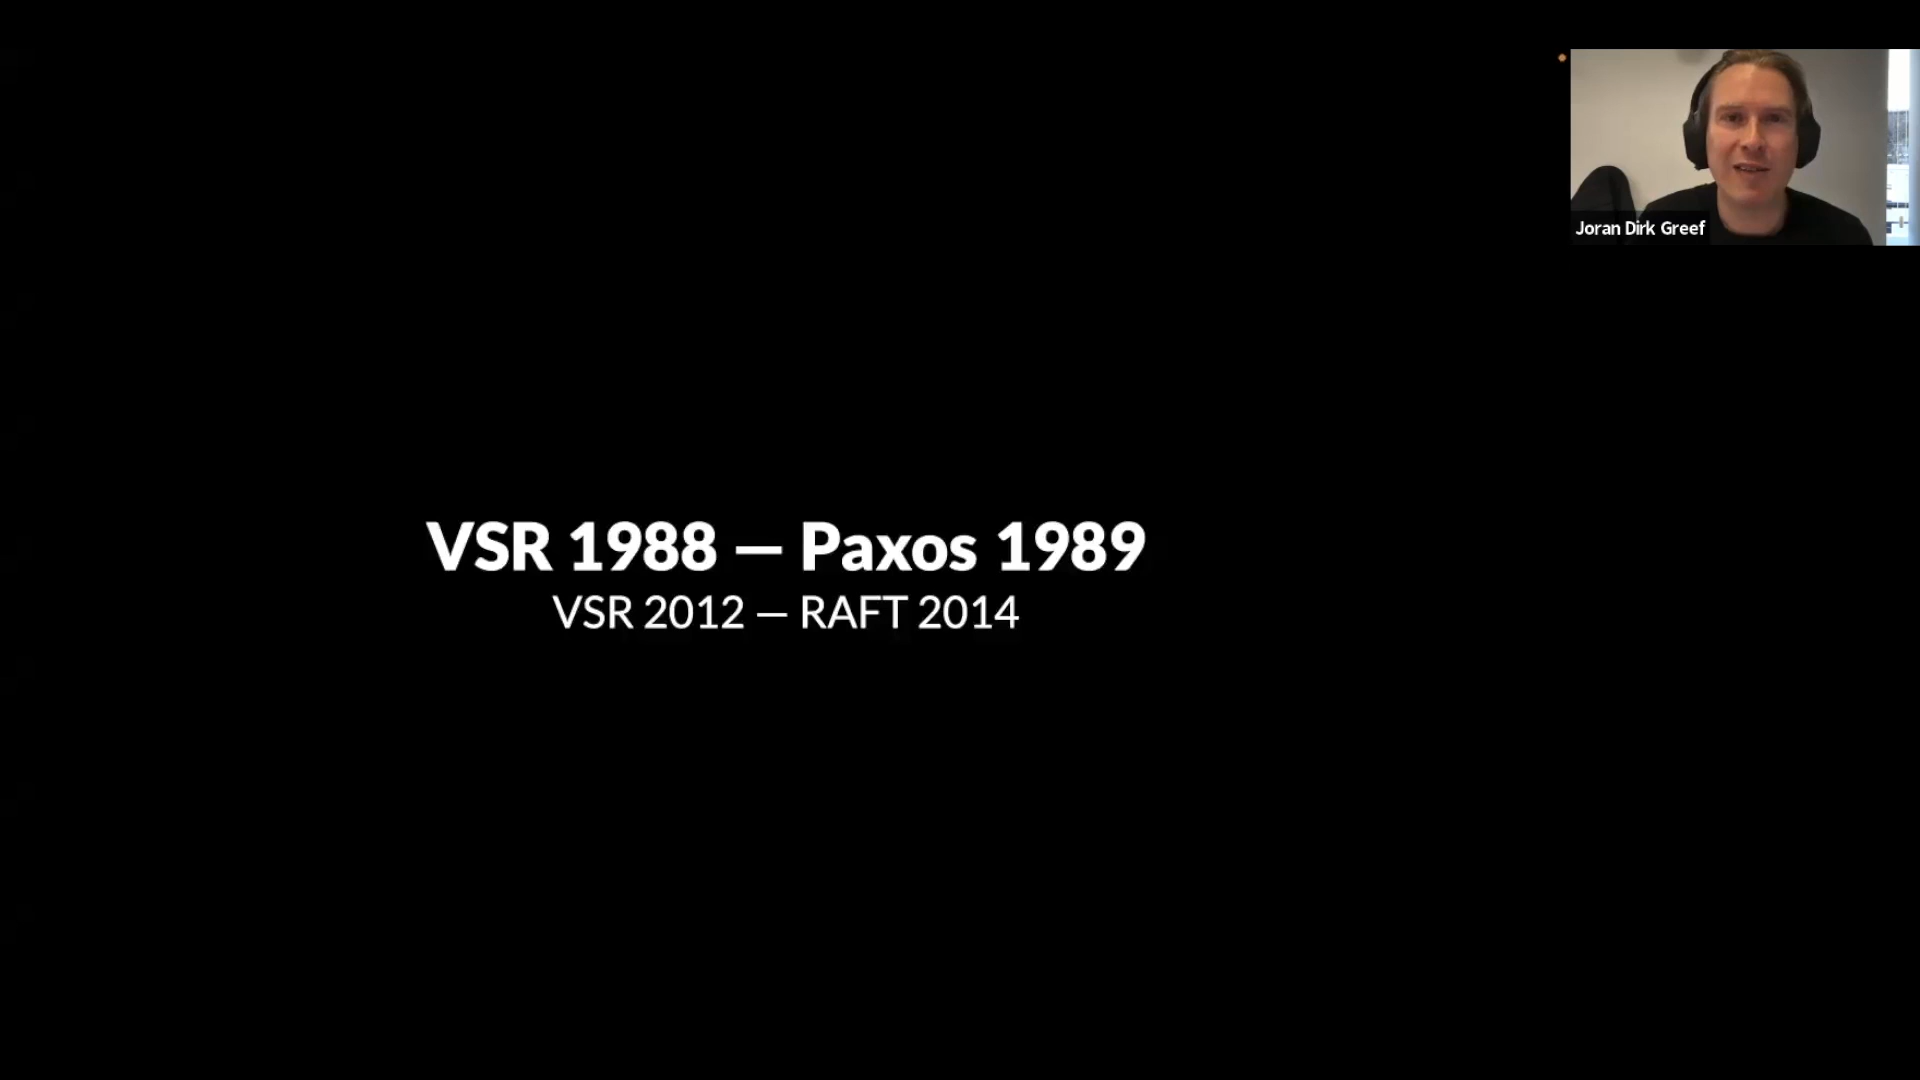 Joran Dirk Greef
VSR 1988 — Paxos 1989
VSR 2012 — RAFT 2014